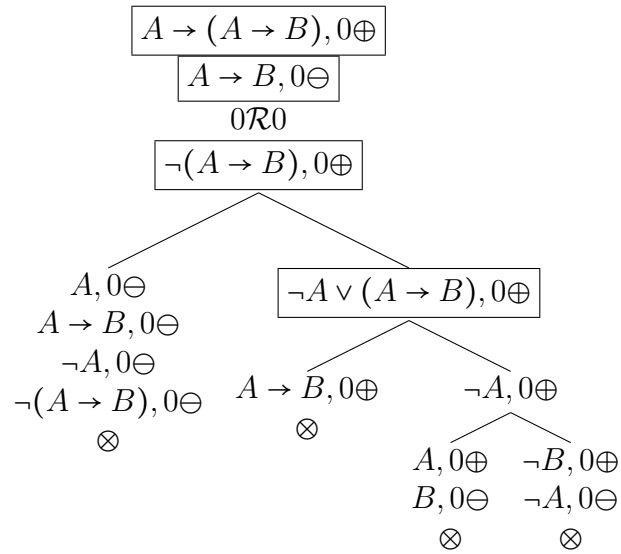 A → (A → B), 0⊕
A → B, 0⊖
0ℛ0
¬(A → B), 0⊕
A, 0⊖
A → B, 0⊖
¬A, 0⊖
¬(A → B), 0⊖
⊗
¬A ∨ (A → B), 0⊕
A → B, 0⊕
⊗
¬A, 0⊕
A, 0⊕
B, 0⊖
⊗
¬B, 0⊕
¬A, 0⊖
⊗